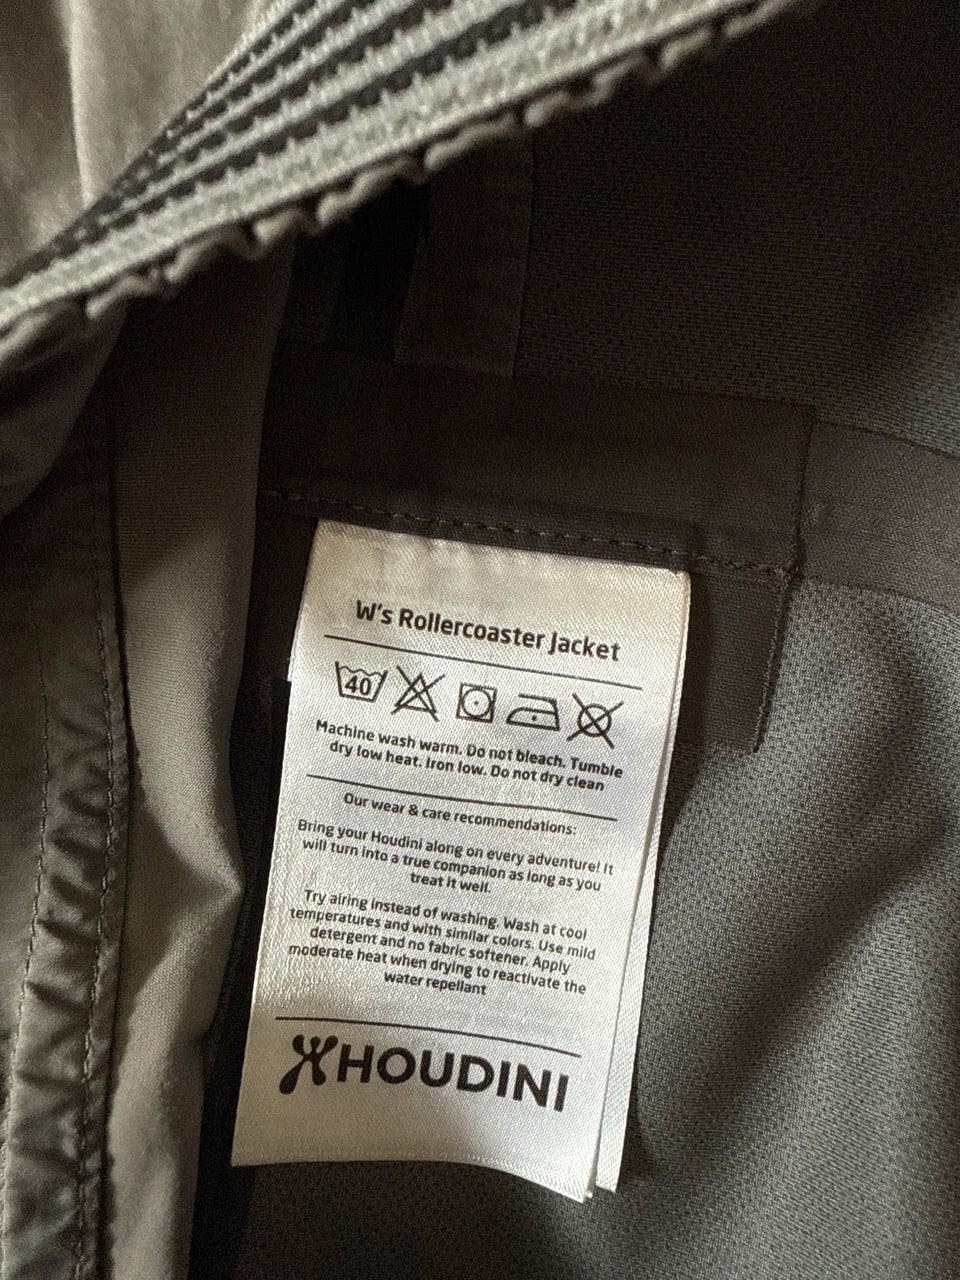 W's Rollercoaster Jacket
40
Machine wash warm. Do not bleach. Tumble
dry low heat. Iron low. Do not dry clean
Our wear & care recommendations:
Bring your Houdini along on every adventure! It
will turn into a true companion as long as you
treat it well.
Try airing instead of washing. Wash at cool
temperatures and with similar colors. Use mild
detergent and no fabric softener. Apply
moderate heat when drying to reactivate the
water repellant
HOUDINI